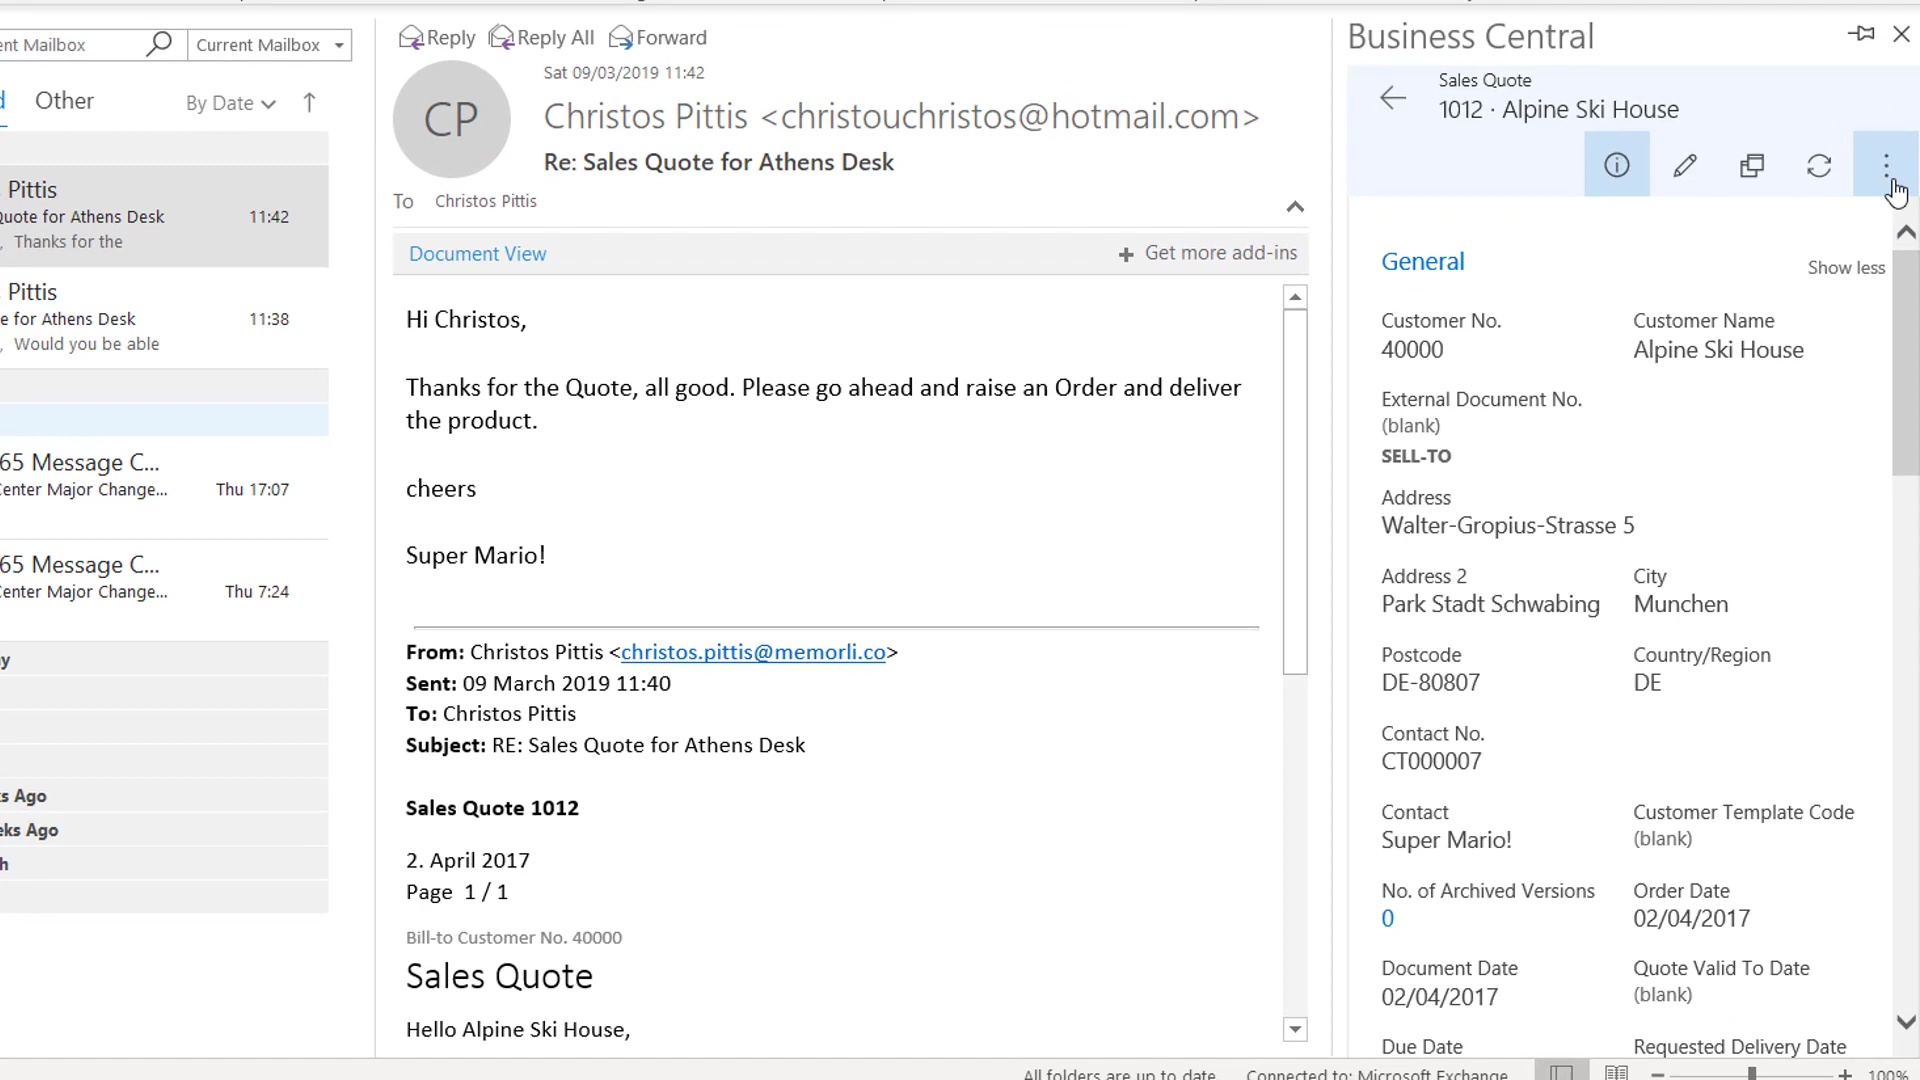 nt Mailbox
Current Mailbox
Other
By Date
Pittis
uote for Athens Desk 11:42
, Thanks for the
Pittis
e for Athens Desk 11:38
, Would you be able
65 Message C...
enter Major Change... Thu 17:07
65 Message C...
enter Major Change... Thu 7:24
y
s Ago
eks Ago
h
Reply Reply All Forward
Sat 09/03/2019 11:42
CP
Christos Pittis <christouchristos@hotmail.com>
Re: Sales Quote for Athens Desk
To Christos Pittis
Document View
+ Get more add-ins
Hi Christos,
Thanks for the Quote, all good. Please go ahead and raise an Order and deliver
the product.
cheers
Super Mario!
From: Christos Pittis <christos.pittis@memorli.co>
Sent: 09 March 2019 11:40
To: Christos Pittis
Subject: RE: Sales Quote for Athens Desk
Sales Quote 1012
2. April 2017
Page 1 / 1
Bill-to Customer No. 40000
Sales Quote
Hello Alpine Ski House,
Business Central
Sales Quote
1012 · Alpine Ski House
General
Show less
Customer No. Customer Name
40000 Alpine Ski House
External Document No.
(blank)
SELL-TO
Address
Walter-Gropius-Strasse 5
Address 2 City
Park Stadt Schwabing Munchen
Postcode Country/Region
DE-80807 DE
Contact No.
CT000007
Contact Customer Template Code
Super Mario! (blank)
No. of Archived Versions Order Date
0 02/04/2017
Document Date Quote Valid To Date
02/04/2017 (blank)
Due Date Requested Delivery Date
All folders are up to date. Connected to: Microsoft Exchange
100%